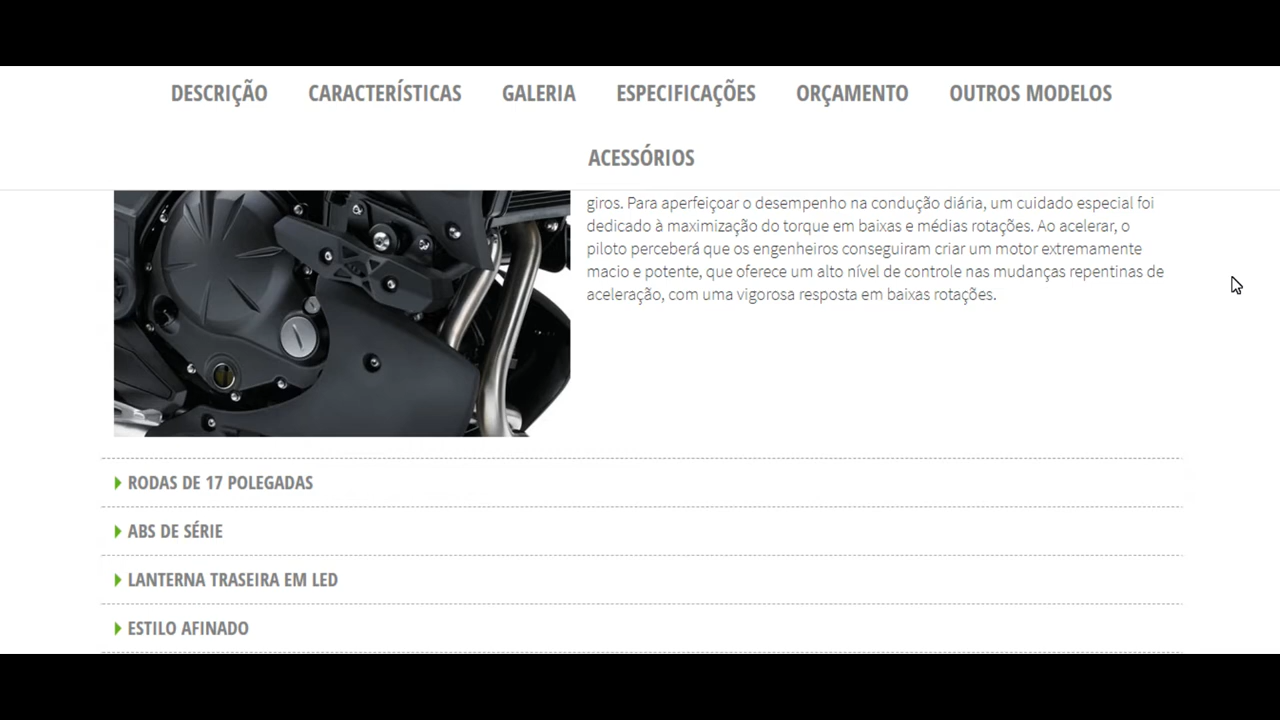 DESCRIÇÃO CARACTERÍSTICAS GALERIA ESPECIFICAÇÕES ORÇAMENTO OUTROS MODELOS
ACESSÓRIOS
giros. Para aperfeiçoar o desempenho na condução diária, um cuidado especial foi
dedicado à maximização do torque em baixas e médias rotações. Ao acelerar, o
piloto perceberá que os engenheiros conseguiram criar um motor extremamente
macio e potente, que oferece um alto nível de controle nas mudanças repentinas de
aceleração, com uma vigorosa resposta em baixas rotações.
RODAS DE 17 POLEGADAS
ABS DE SÉRIE
LANTERNA TRASEIRA EM LED
ESTILO AFINADO